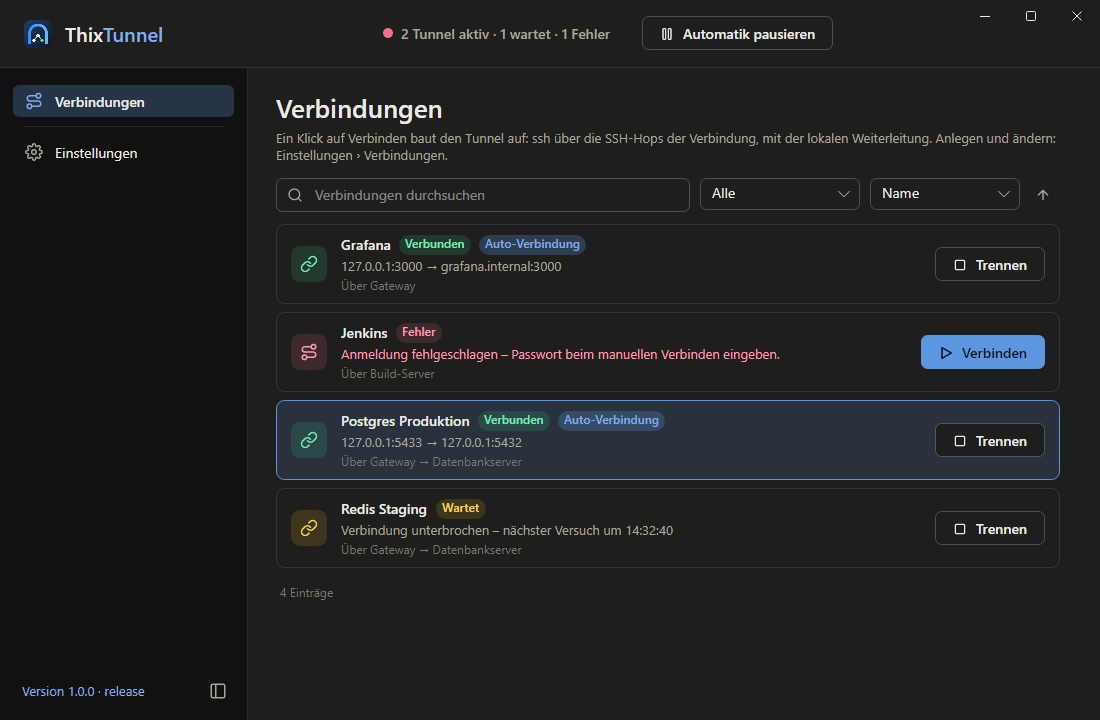 ThixTunnel
2 Tunnel aktiv · 1 wartet · 1 Fehler
Automatik pausieren
Verbindungen
Einstellungen
Verbindungen
Ein Klick auf Verbinden baut den Tunnel auf: ssh über die SSH-Hops der Verbindung, mit der lokalen Weiterleitung. Anlegen und ändern:
Einstellungen › Verbindungen.
Verbindungen durchsuchen
Alle
Name
Grafana Verbunden Auto-Verbindung
127.0.0.1:3000 → grafana.internal:3000
Über Gateway
Trennen
Jenkins Fehler
Anmeldung fehlgeschlagen – Passwort beim manuellen Verbinden eingeben.
Über Build-Server
Verbinden
Postgres Produktion Verbunden Auto-Verbindung
127.0.0.1:5433 → 127.0.0.1:5432
Über Gateway → Datenbankserver
Trennen
Redis Staging Wartet
Verbindung unterbrochen – nächster Versuch um 14:32:40
Über Gateway → Datenbankserver
Trennen
4 Einträge
Version 1.0.0 · release